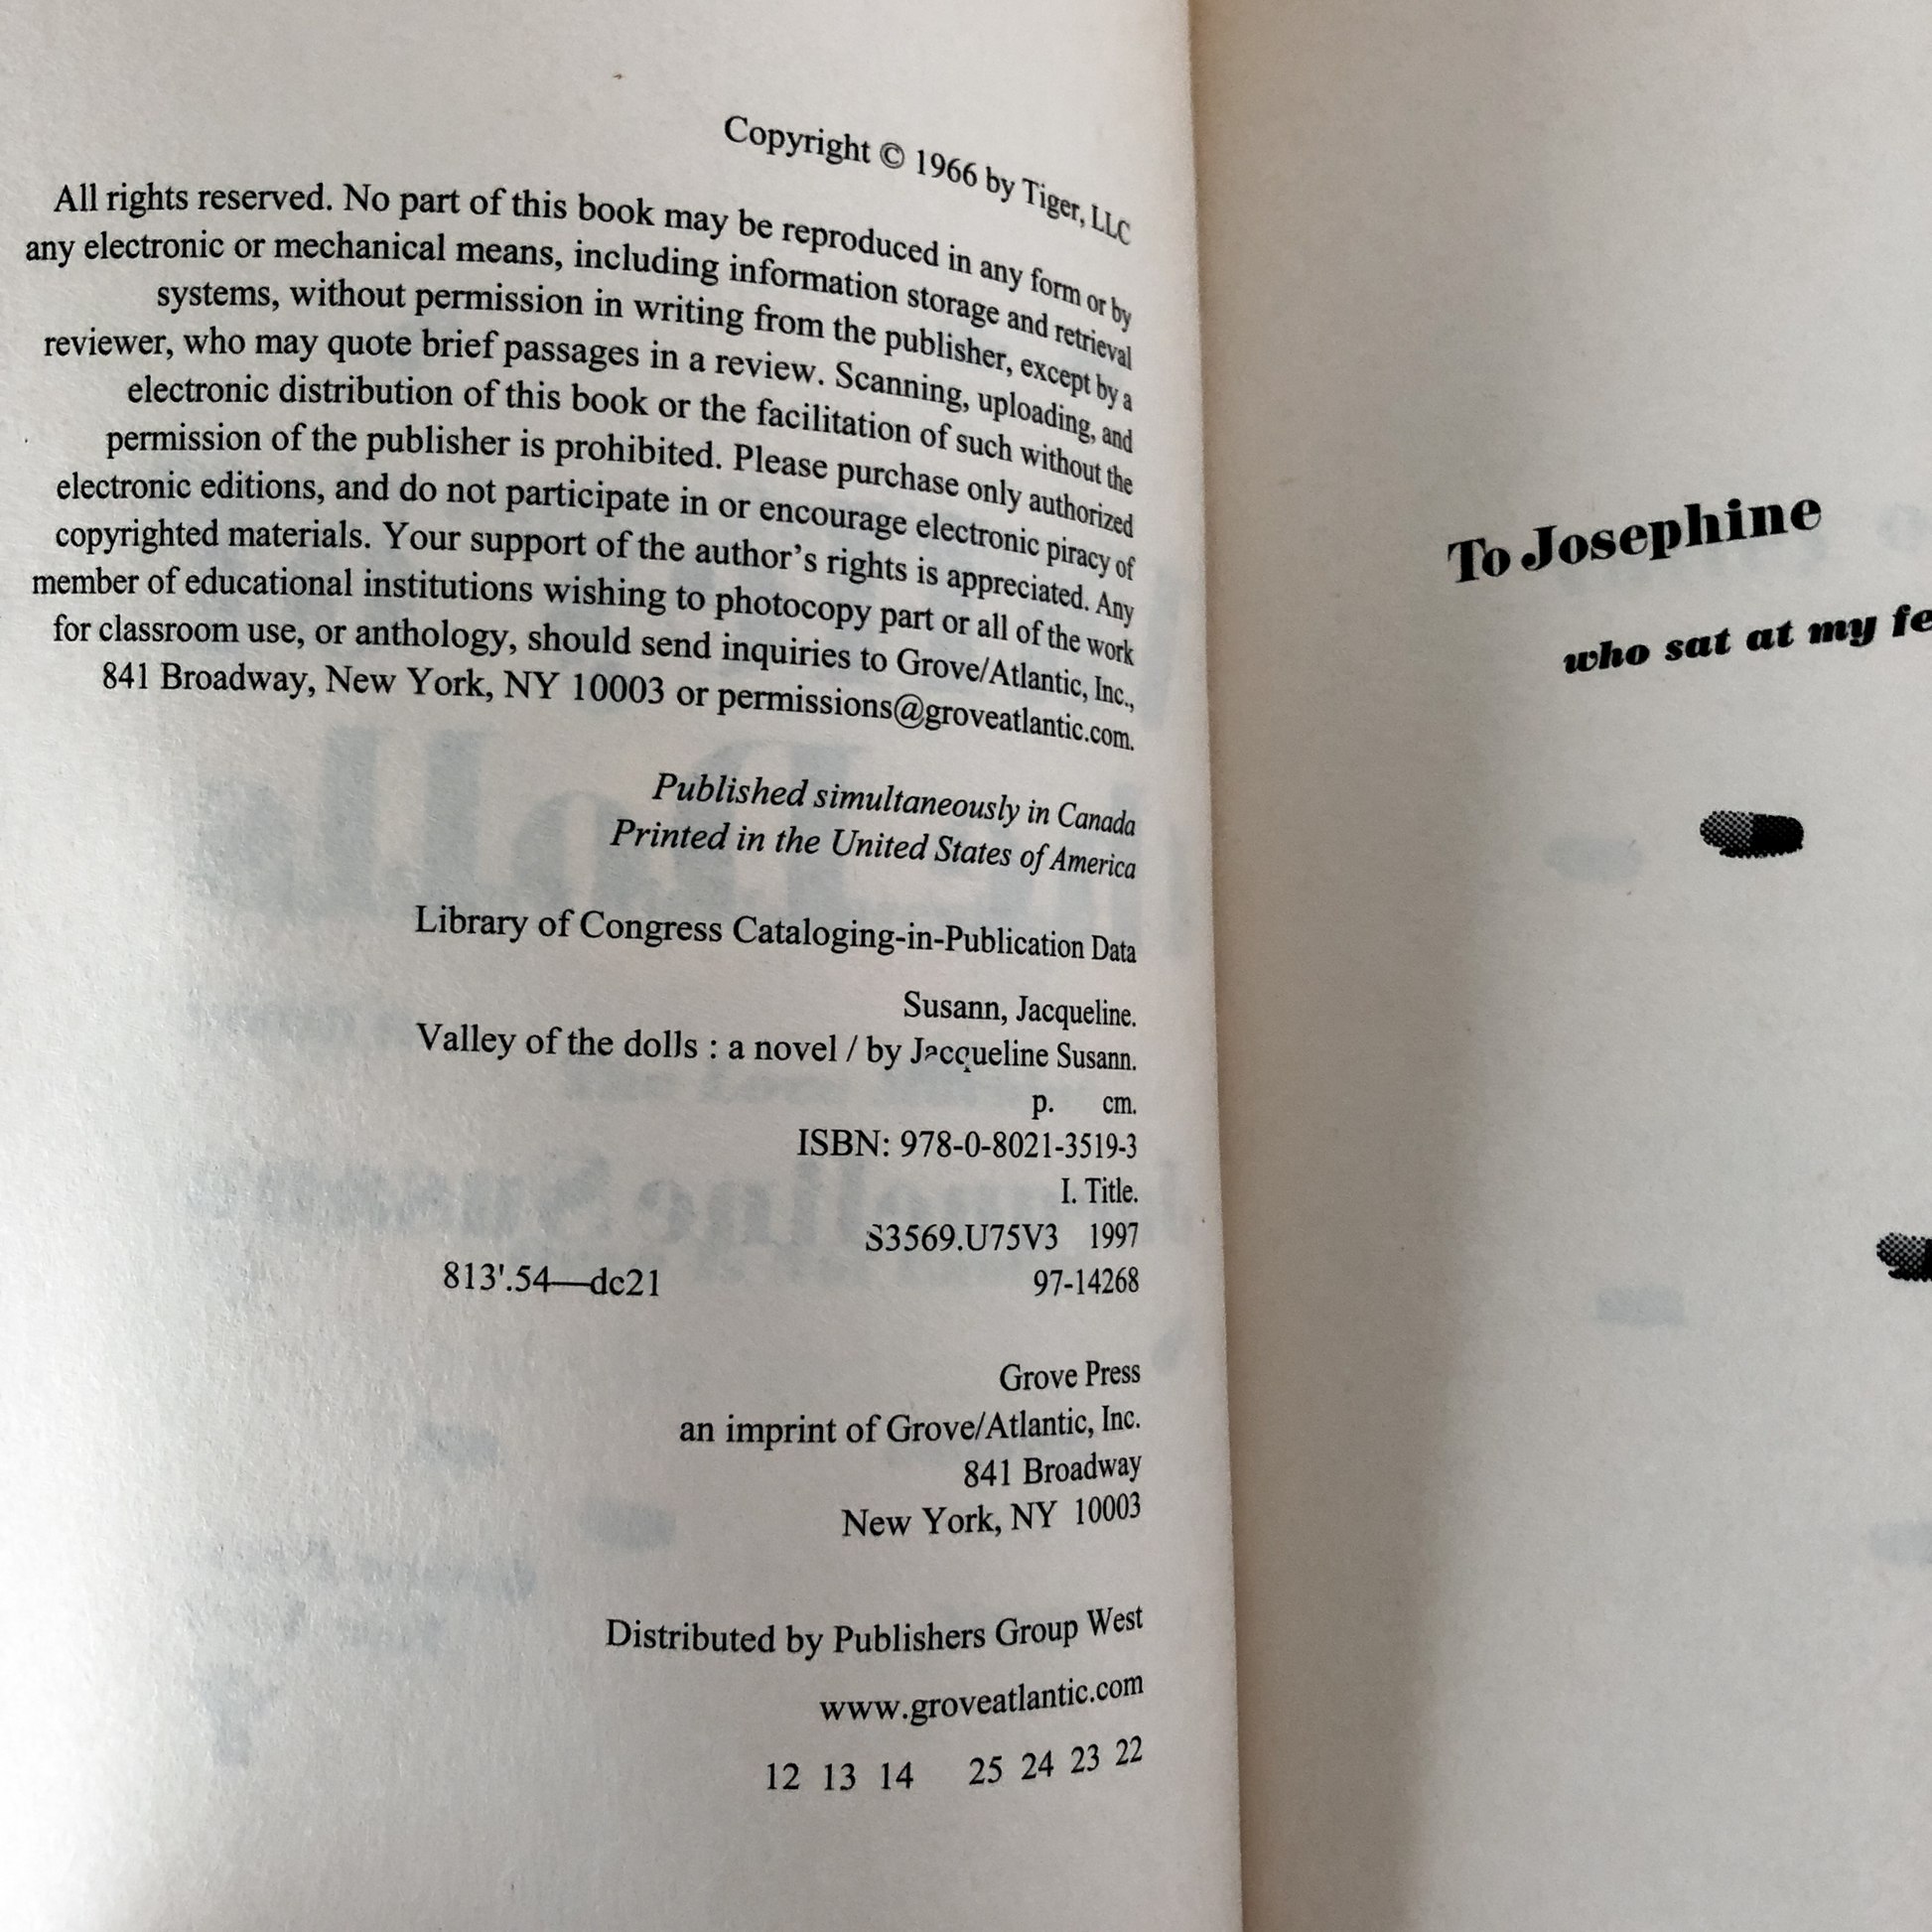 Copyright © 1966 by Tiger, LLC
All rights reserved. No part of this book may be reproduced in any form or by
any electronic or mechanical means, including information storage and retrieval
systems, without permission in writing from the publisher, except by a
reviewer, who may quote brief passages in a review. Scanning, uploading, and
electronic distribution of this book or the facilitation of such without the
permission of the publisher is prohibited. Please purchase only authorized
electronic editions, and do not participate in or encourage electronic piracy of
copyrighted materials. Your support of the author's rights is appreciated. Any
member of educational institutions wishing to photocopy part or all of the work
for classroom use, or anthology, should send inquiries to Grove/Atlantic, Inc.,
841 Broadway, New York, NY 10003 or permissions@groveatlantic.com.
Published simultaneously in Canada
Printed in the United States of America
Library of Congress Cataloging-in-Publication Data
Susann, Jacqueline.
Valley of the dolls : a novel / by Jacqueline Susann.
p. cm.
ISBN: 978-0-8021-3519-3
I. Title.
S3569.U75V3 1997
813'.54—dc21 97-14268
Grove Press
an imprint of Grove/Atlantic, Inc.
841 Broadway
New York, NY 10003
Distributed by Publishers Group West
www.groveatlantic.com
12 13 14 25 24 23 22
To Josephine
who sat at my